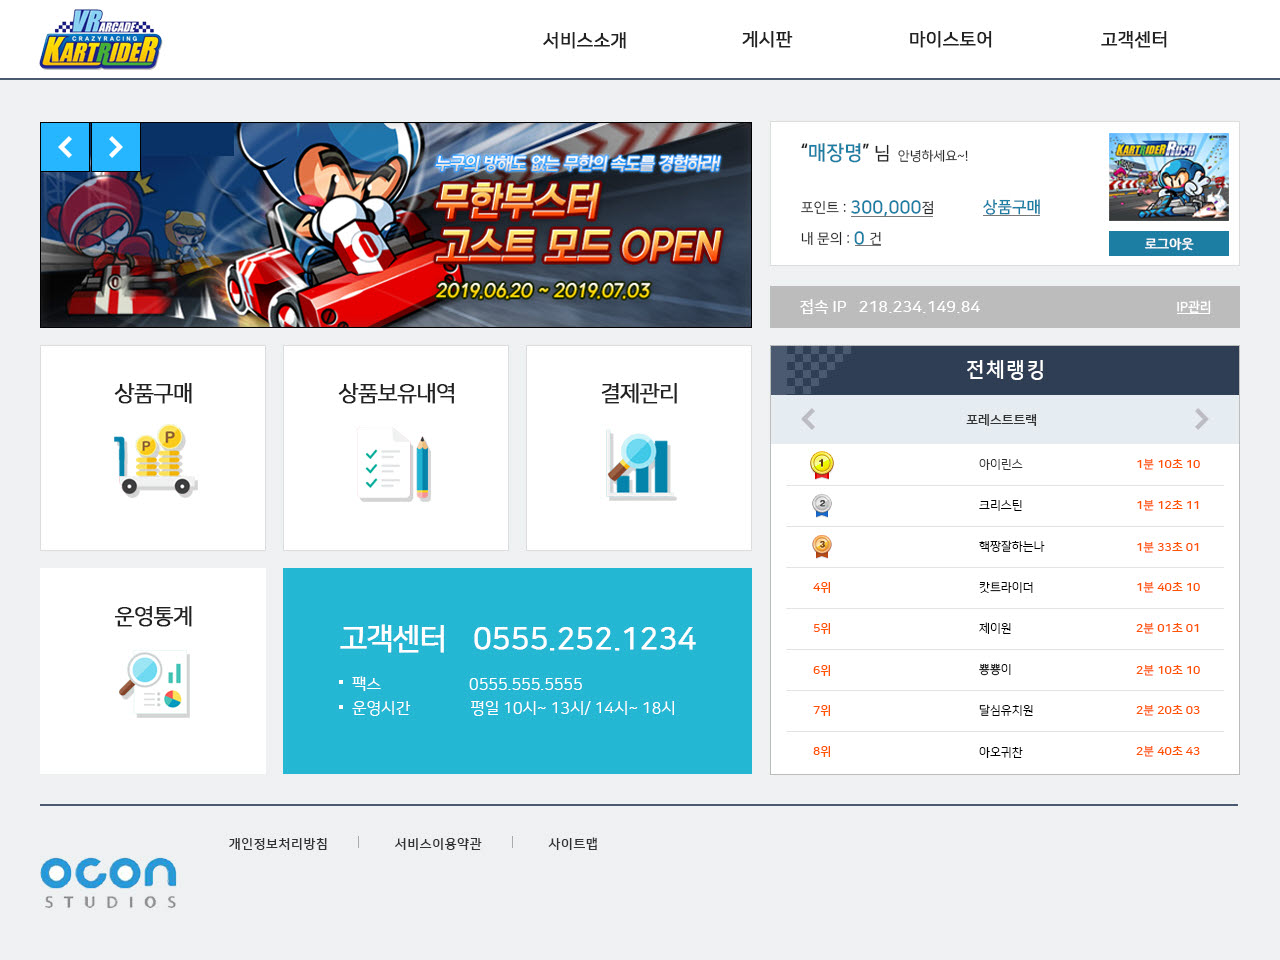 VR ARCADE
CRAZYRACING
KARTRIDER
서비스소개
게시판
마이스토어
고객센터
누구의 방해도 없는 무한의 속도를 경험하라!
무한부스터
고스트 모드 OPEN
2019.06.20 ~ 2019.07.03
“매장명” 님 안녕하세요~!
포인트 : 300,000점
상품구매
내 문의 : 0 건
KARTRIDER RUSH
로그아웃
접속 IP 218.234.149.84
IP관리
상품구매
P P
상품보유내역
결제관리
운영통계
고객센터 0555.252.1234
팩스 0555.555.5555
운영시간 평일 10시~ 13시/ 14시~ 18시
전체랭킹
포레스트트랙
1 아이린스 1분 10초 10
2 크리스틴 1분 12초 11
3 핵짱잘하는나 1분 33초 01
4위 캇트라이더 1분 40초 10
5위 제이원 2분 01초 01
6위 뿅뿅이 2분 10초 10
7위 달심유치원 2분 20초 03
8위 아오귀찬 2분 40초 43
개인정보처리방침
서비스이용약관
사이트맵
ocon
STUDIOS